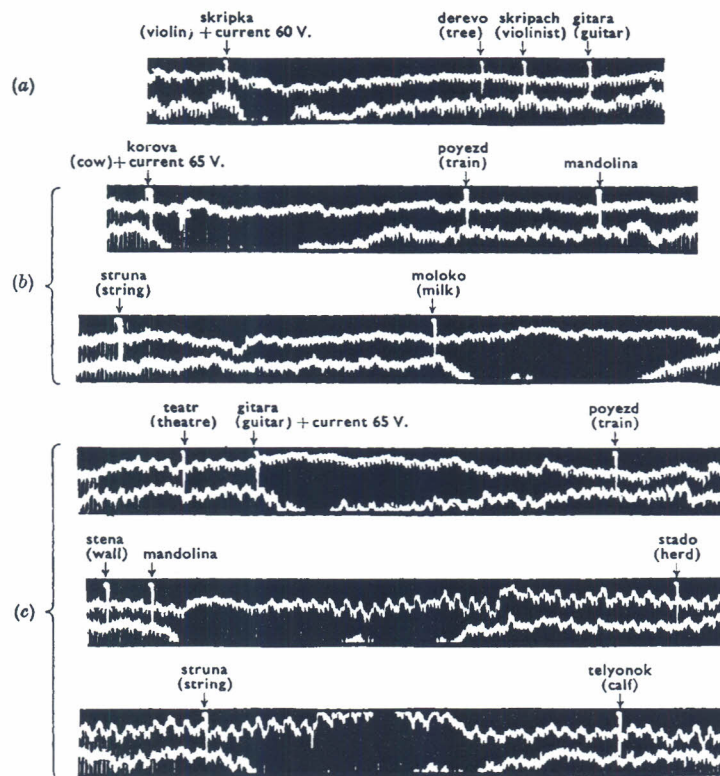 skripka
(violin) + current 60 V.
derevo
(tree)
skripach
(violinist)
gitara
(guitar)
(a)
korova
(cow)+ current 65 V.
poyezd
(train)
mandolina
(b)
struna
(string)
moloko
(milk)
teatr
(theatre)
gitara
(guitar) + current 65 V.
poyezd
(train)
stena
(wall)
mandolina
stado
(herd)
(c)
struna
(string)
telyonok
(calf)